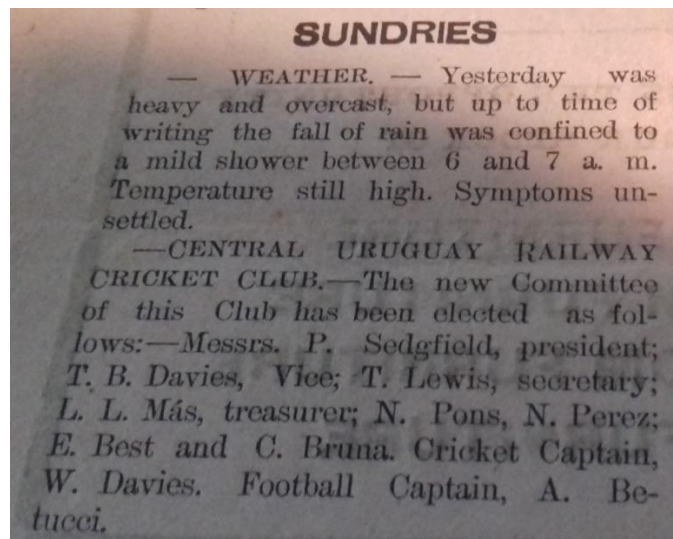 SUNDRIES
— WEATHER. — Yesterday was
heavy and overcast, but up to time of
writing the fall of rain was confined to
a mild shower between 6 and 7 a. m.
Temperature still high. Symptoms un-
settled.
—CENTRAL URUGUAY RAILWAY
CRICKET CLUB.—The new Committee
of this Club has been elected as fol-
lows:—Messrs. P. Sedgfield, president;
T. B. Davies, Vice; T. Lewis, secretary;
L. L. Más, treasurer; N. Pons, N. Perez;
E. Best and C. Bruna. Cricket Captain,
W. Davies. Football Captain, A. Be-
tucci.